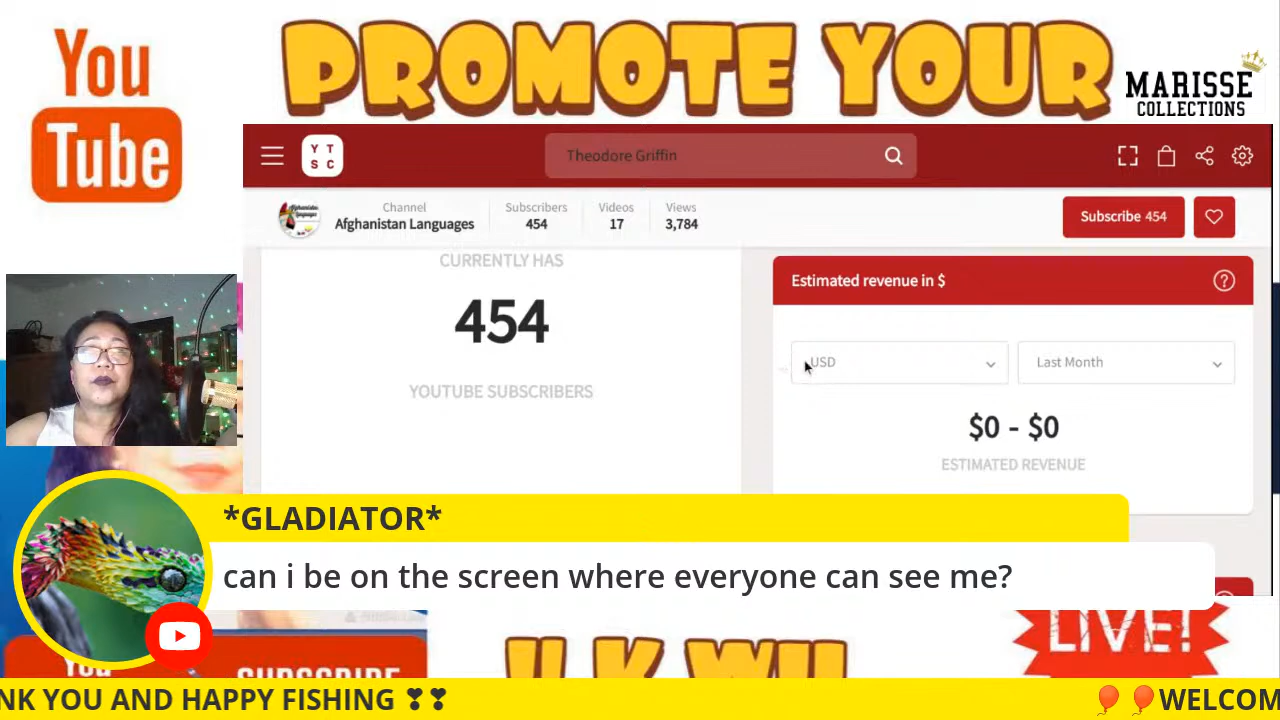 You
Tube
PROMOTE YOUR
MARISSE
COLLECTIONS
Y T
S C
Theodore Griffin
Channel
Afghanistan Languages
Subscribers
454
Videos
17
Views
3,784
Subscribe 454
CURRENTLY HAS
454
YOUTUBE SUBSCRIBERS
Estimated revenue in $
?
USD
Last Month
$0 - $0
ESTIMATED REVENUE
*GLADIATOR*
can i be on the screen where everyone can see me?
You
SUBSCRIBE
LIVE!
NK YOU AND HAPPY FISHING ❣❣
🎈🎈WELCOM